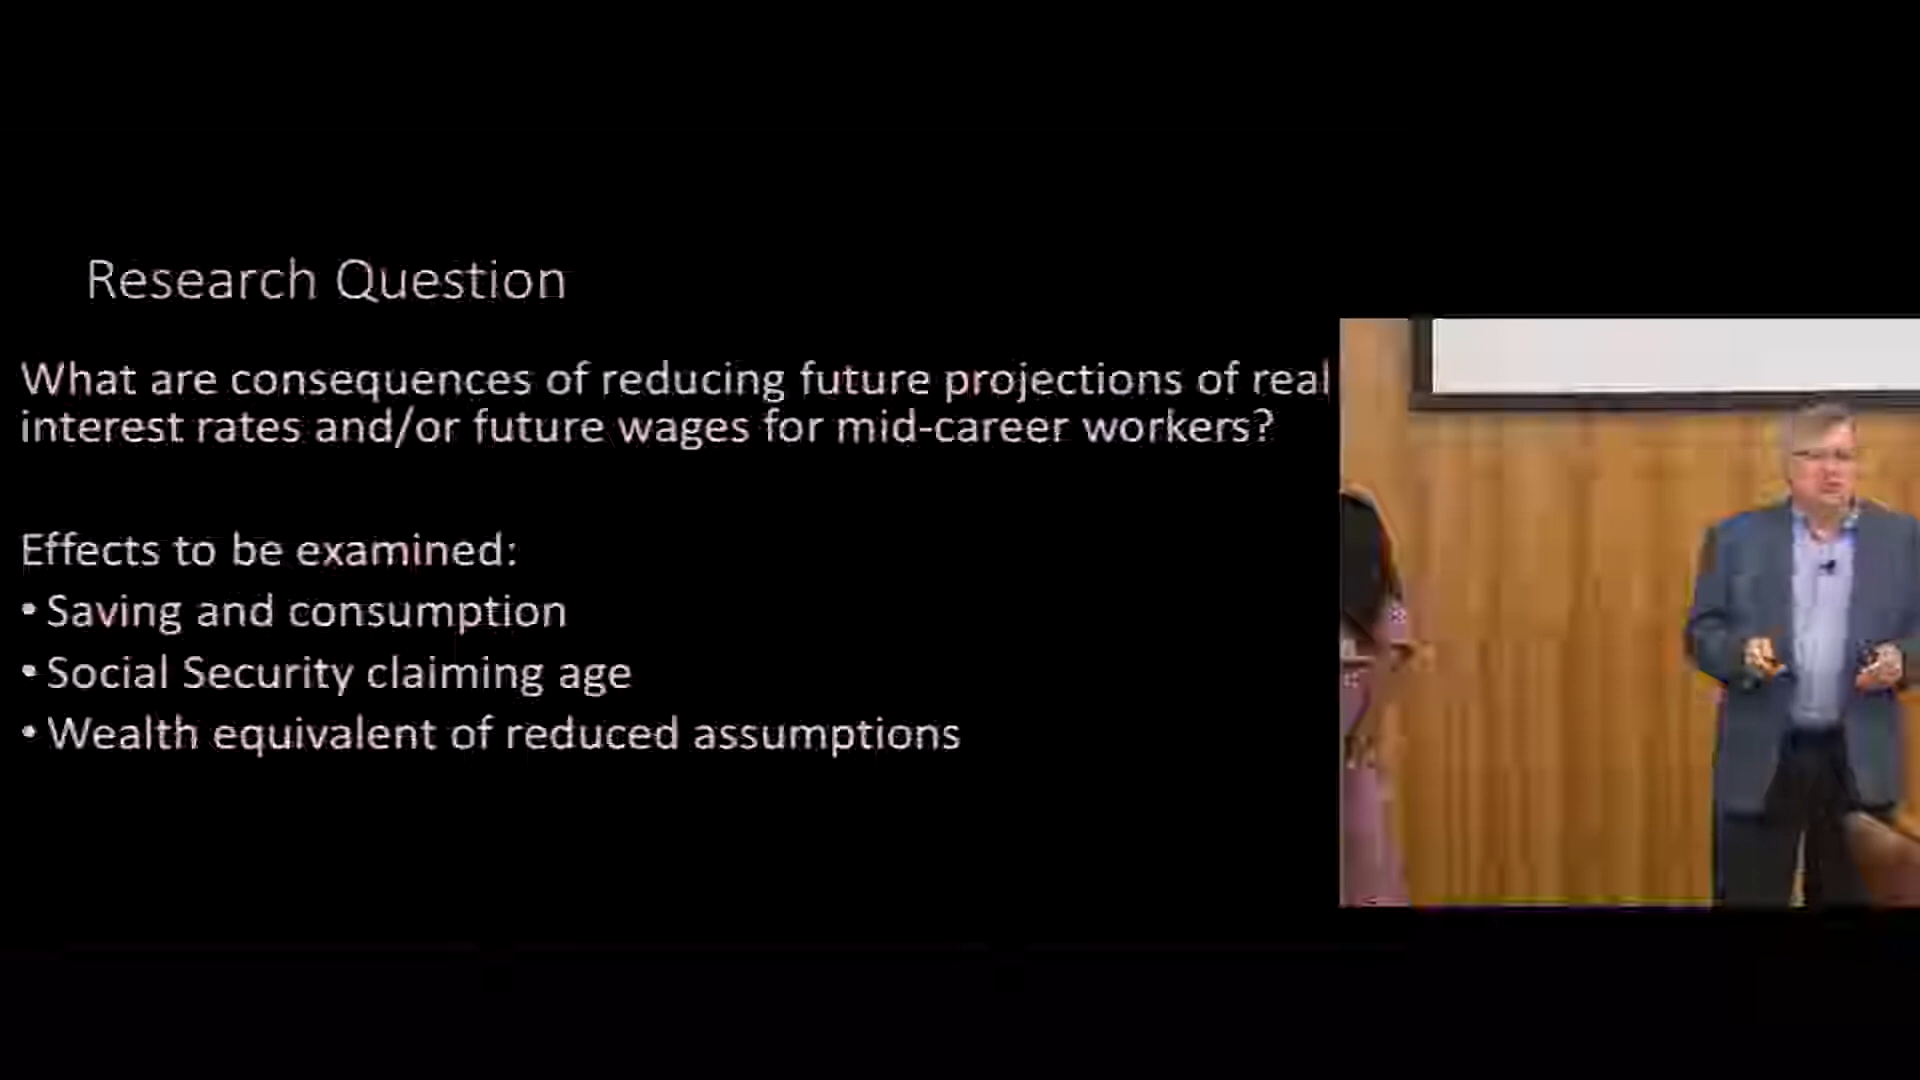 Research Question
What are consequences of reducing future projections of real
interest rates and/or future wages for mid-career workers?
Effects to be examined:
• Saving and consumption
• Social Security claiming age
• Wealth equivalent of reduced assumptions